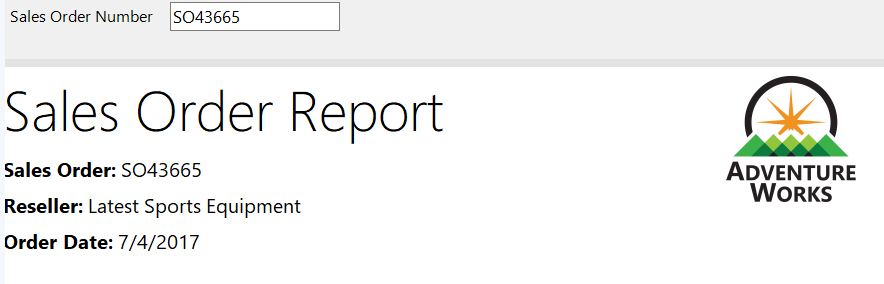 Sales Order Number SO43665
Sales Order Report
Sales Order: SO43665
Reseller: Latest Sports Equipment
Order Date: 7/4/2017
ADVENTURE
WORKS